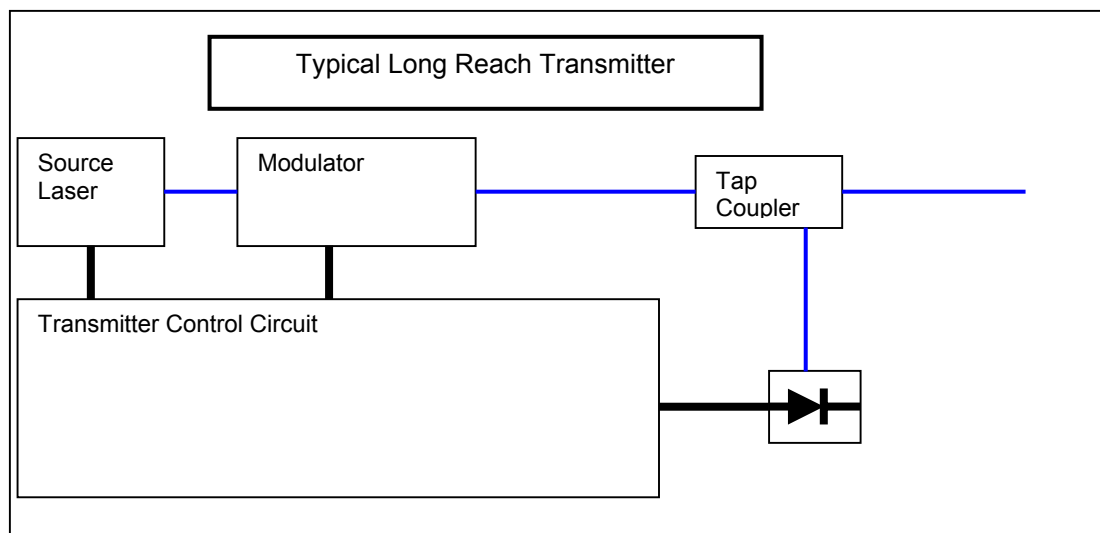 Typical Long Reach Transmitter
Source
Laser
Modulator
Tap
Coupler
Transmitter Control Circuit